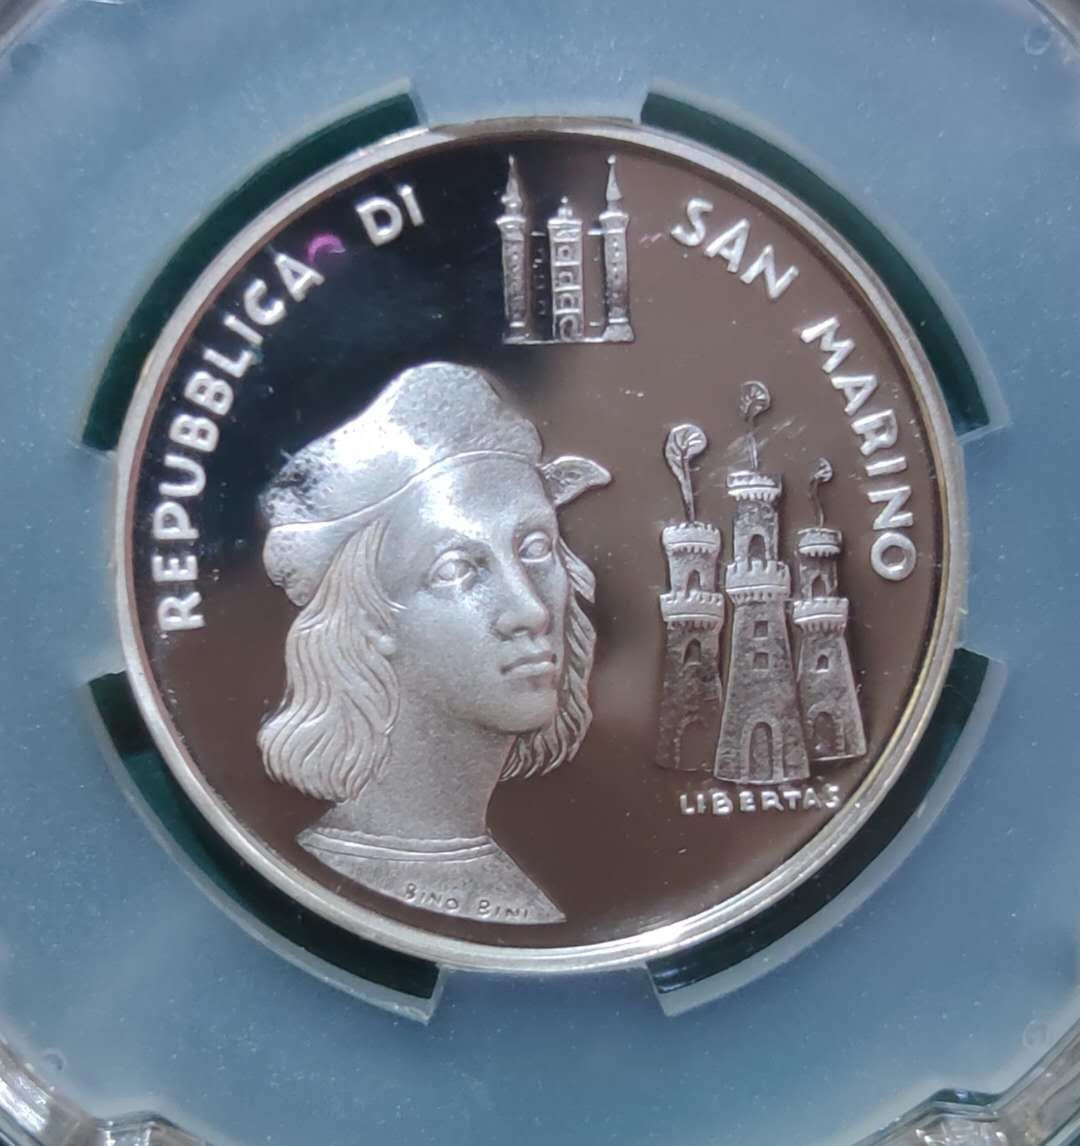 REPUBBLICA DI SAN MARINO
LIBERTAS
BINO BINI